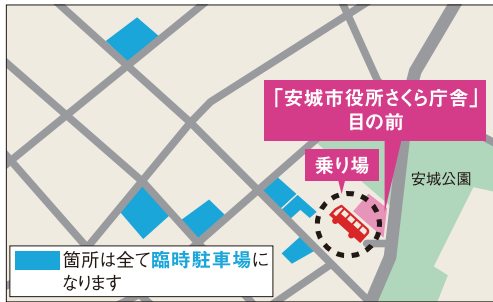 「安城市役所さくら庁舎」
目の前
乗り場
安城公園
箇所は全て臨時駐車場に
なります